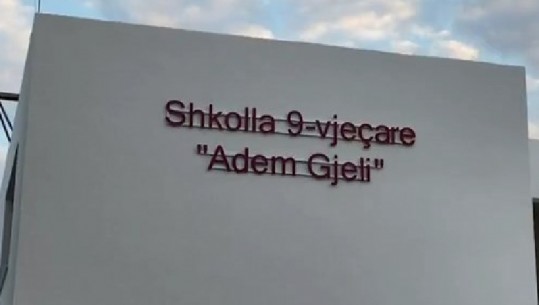 Shkolla 9-vjeçare
"Adem Gjeli"